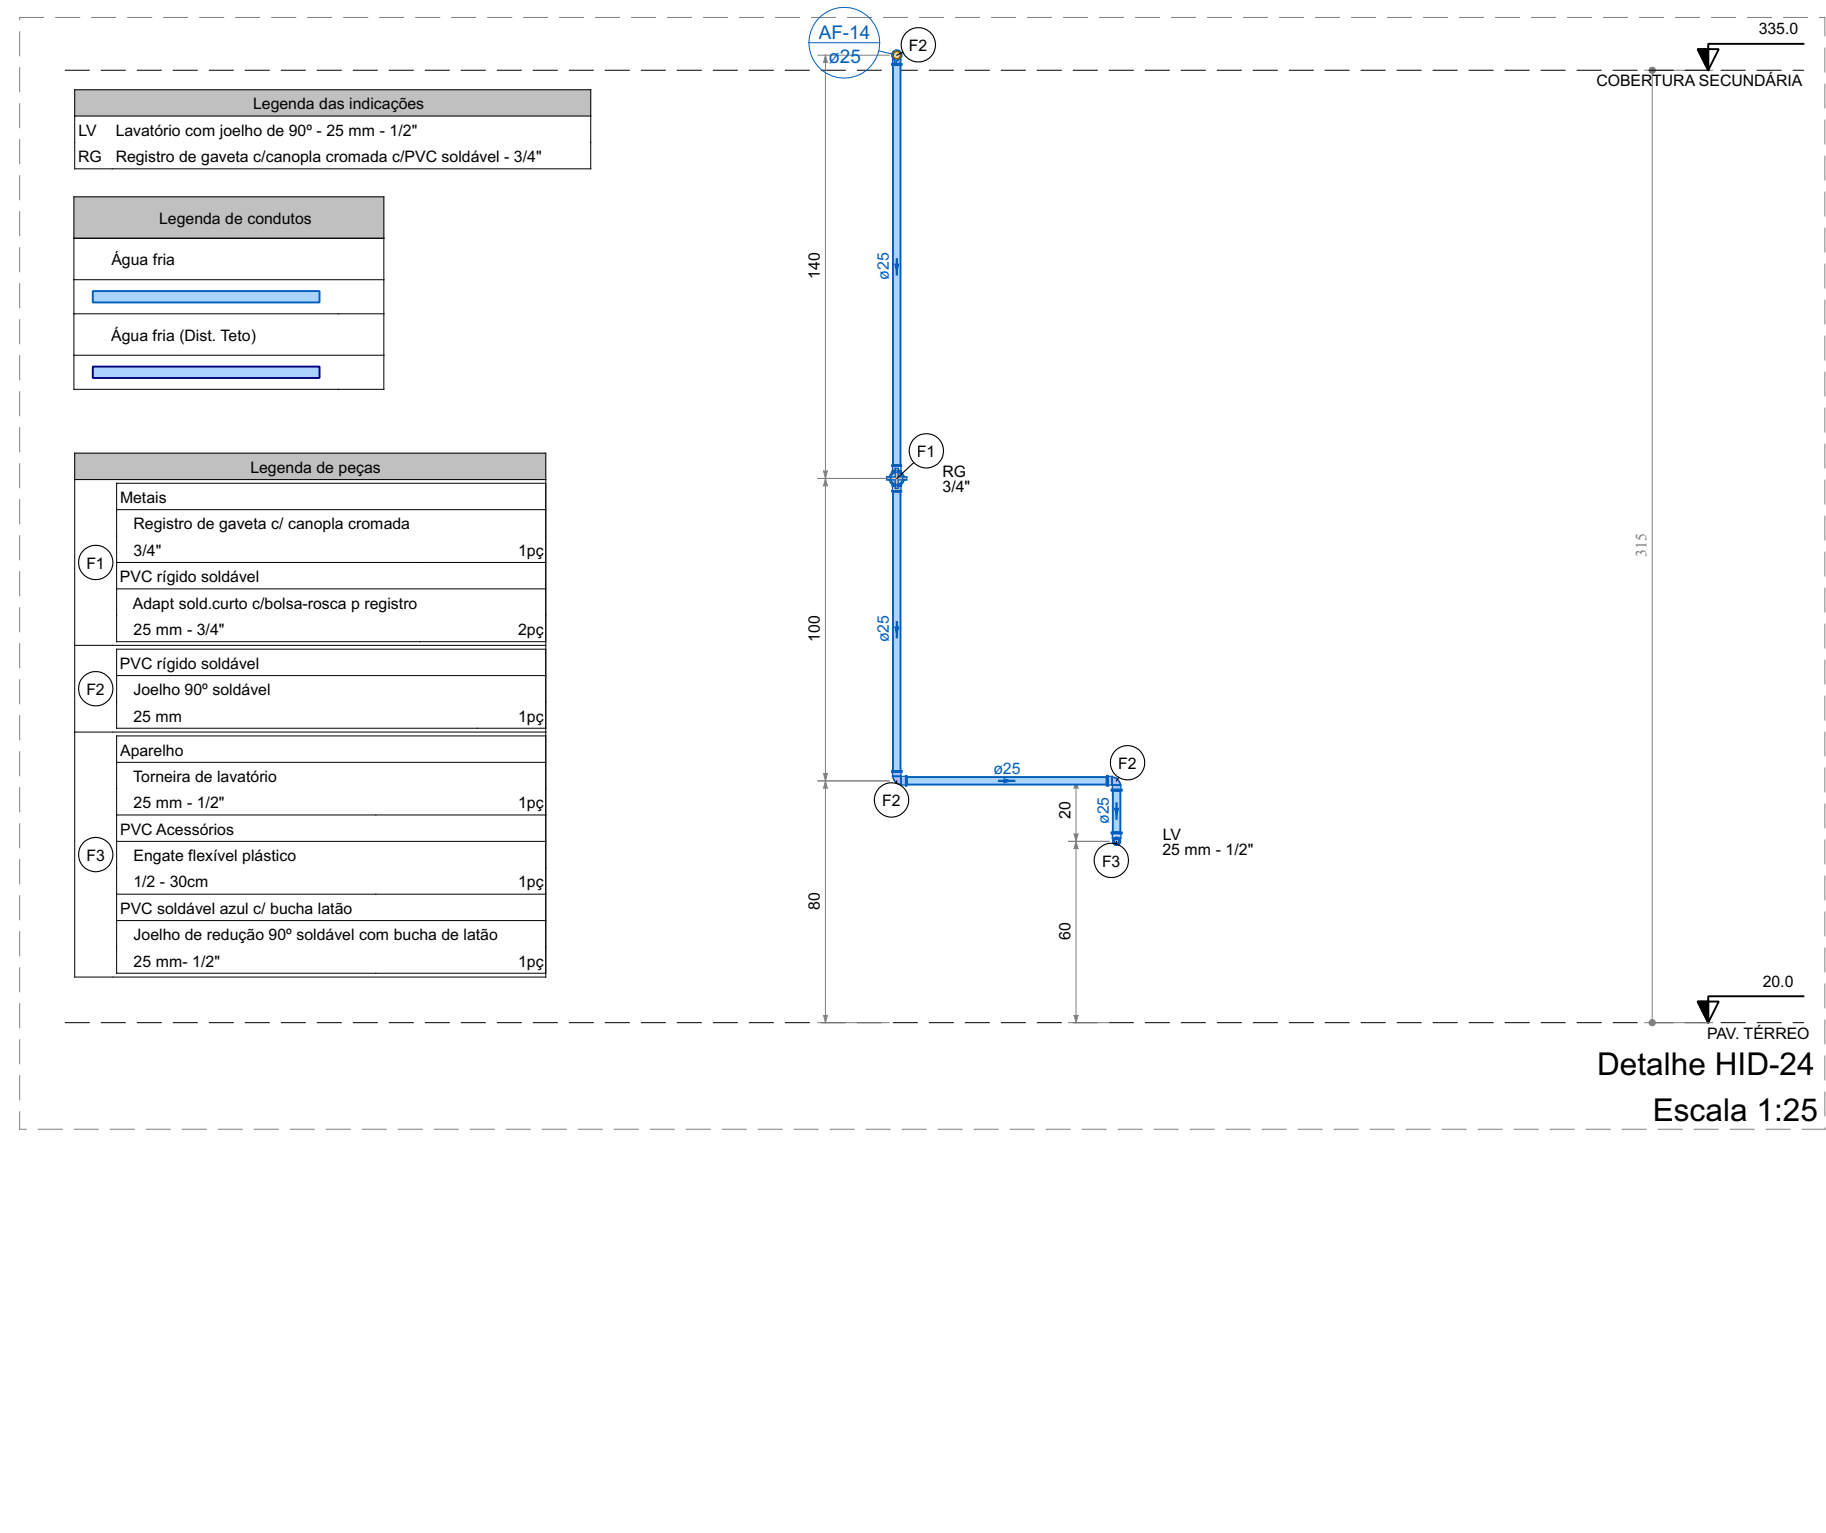 AF-14
ø25
F2
335.0
COBERTURA SECUNDÁRIA
Legenda das indicações
LV Lavatório com joelho de 90º - 25 mm - 1/2"
RG Registro de gaveta c/canopla cromada c/PVC soldável - 3/4"
Legenda de condutos
Água fria
Água fria (Dist. Teto)
Legenda de peças
F1
Metais
Registro de gaveta c/ canopla cromada
3/4" 1pç
PVC rígido soldável
Adapt sold.curto c/bolsa-rosca p registro
25 mm - 3/4" 2pç
F2
PVC rígido soldável
Joelho 90º soldável
25 mm 1pç
F3
Aparelho
Torneira de lavatório
25 mm - 1/2" 1pç
PVC Acessórios
Engate flexível plástico
1/2 - 30cm 1pç
PVC soldável azul c/ bucha latão
Joelho de redução 90º soldável com bucha de latão
25 mm- 1/2" 1pç
140
ø25
F1
RG
3/4"
100
ø25
ø25
F2
F2
20
ø25
LV
25 mm - 1/2"
F3
80
60
315
20.0
PAV. TÉRREO
Detalhe HID-24
Escala 1:25